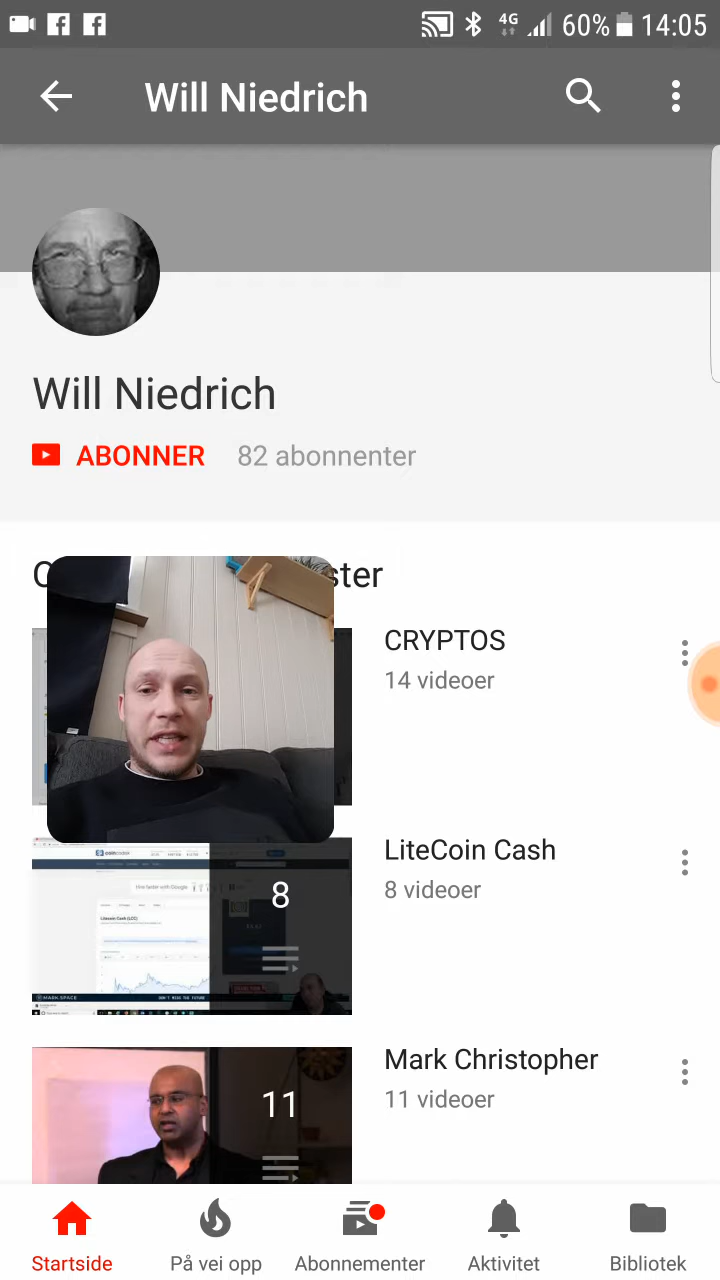 4G 60% 14:05
Will Niedrich
Will Niedrich
ABONNER 82 abonnenter
ster
CRYPTOS
14 videoer
LiteCoin Cash
8 videoer
8
Mark Christopher
11 videoer
11
Startside På vei opp Abonnementer Aktivitet Bibliotek